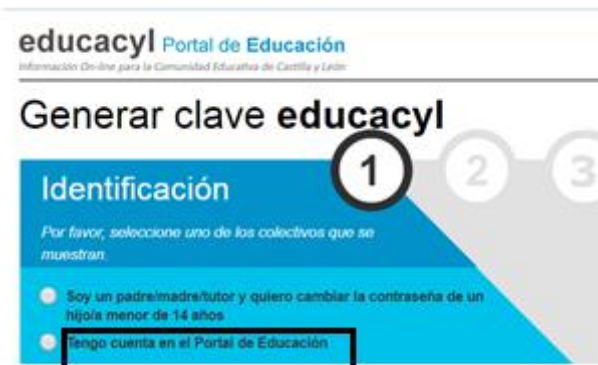 educacyl Portal de Educación
Información On-line para la Comunidad Educativa de Castilla y León
Generar clave educacyl
1
2
3
Identificación
Por favor, seleccione uno de los colectivos que se
muestran.
Soy un padre/madre/tutor y quiero cambiar la contraseña de un
hijo/a menor de 14 años
Tengo cuenta en el Portal de Educación